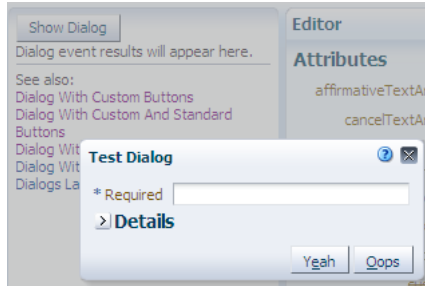 Show Dialog
Dialog event results will appear here.
See also:
Dialog With Custom Buttons
Dialog With Custom And Standard
Buttons
Dialog Wit
Dialog Wit
Dialogs La
Editor
Attributes
affirmativeTextA
cancelTextA
Test Dialog
* Required
Details
Yeah
Oops